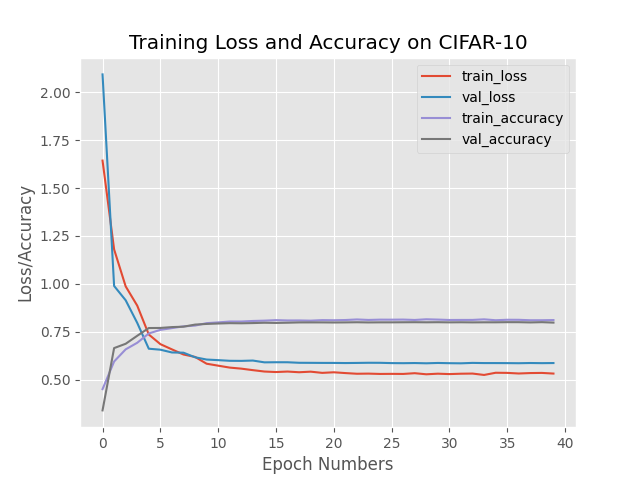 Training Loss and Accuracy on CIFAR-10
train_loss
val_loss
train_accuracy
val_accuracy
2.00
1.75
1.50
1.25
1.00
0.75
0.50
Loss/Accuracy
0 5 10 15 20 25 30 35 40
Epoch Numbers